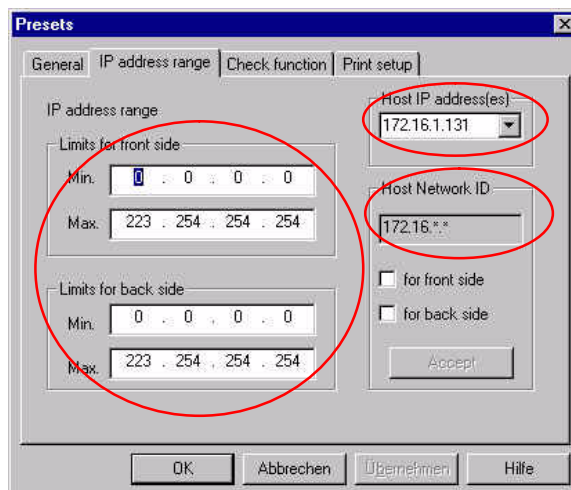 Presets
General IP address range Check function Print setup
IP address range
Limits for front side
Min. 0 . 0 . 0 . 0
Max. 223 . 254 . 254 . 254
Limits for back side
Min. 0 . 0 . 0 . 0
Max. 223 . 254 . 254 . 254
Host IP address(es)
172.16.1.131
Host Network ID
172.16.*.*
for front side
for back side
Accept
OK Abbrechen Übernehmen Hilfe